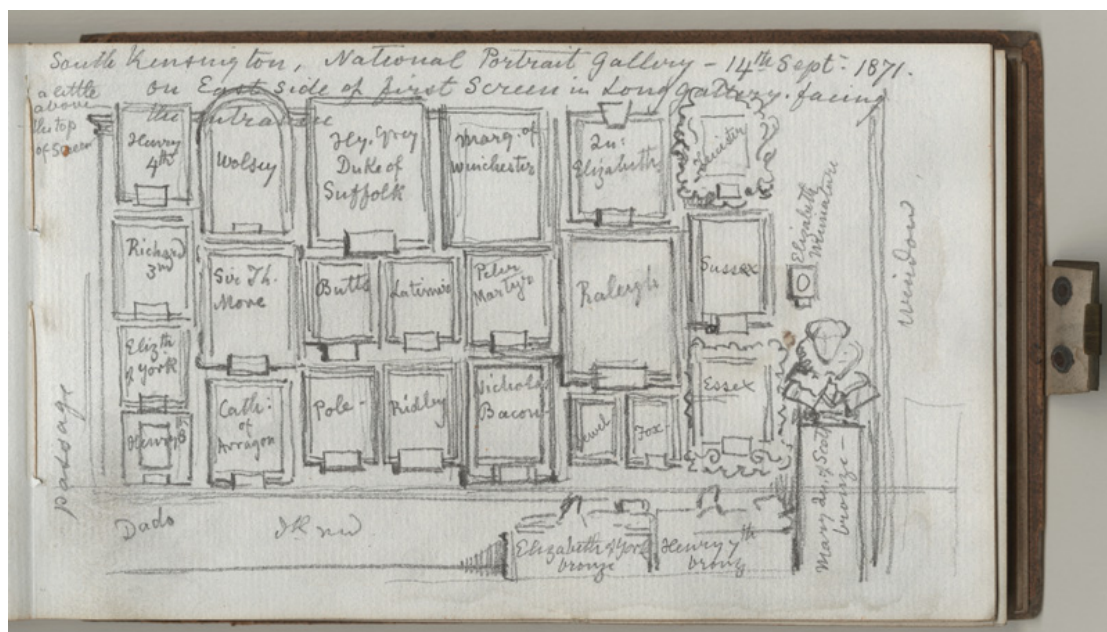 South Kensington, National Portrait Gallery - 14th Sept. 1871.
on East side of first Screen in Long Gallery. facing
the Entrance
a little
above
the top
of Screen
Henry
4th
Wolsey
Hy. Grey
Duke of
Suffolk
Marq. of
Winchester
Qu:
Elizabeth
Leicester
Elizabeth
Miniature
window
Richard
3rd
Sir Th.
More
Butts
Latimer
Peter
Martyr
Raleigh
Sussex
Elizth
of York
Cath:
of
Arragon
Pole-
Ridley
Nicholas
Bacon-
Jewel
Fox-
Essex
Henry 8
passage
Dado
Elizabeth of York
bronze
Henry 7th
bronz
Mary Qu. of Scots
bronze-